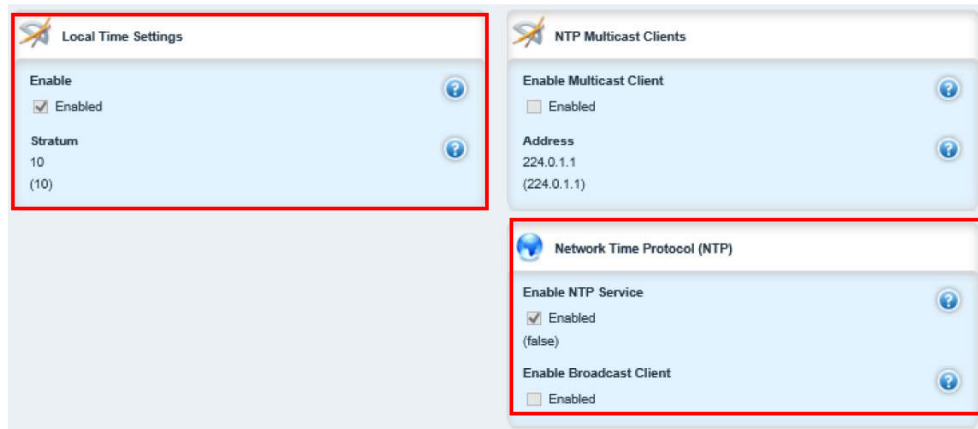 Local Time Settings
Enable
Enabled
Stratum
10
(10)
NTP Multicast Clients
Enable Multicast Client
Enabled
Address
224.0.1.1
(224.0.1.1)
Network Time Protocol (NTP)
Enable NTP Service
Enabled
(false)
Enable Broadcast Client
Enabled